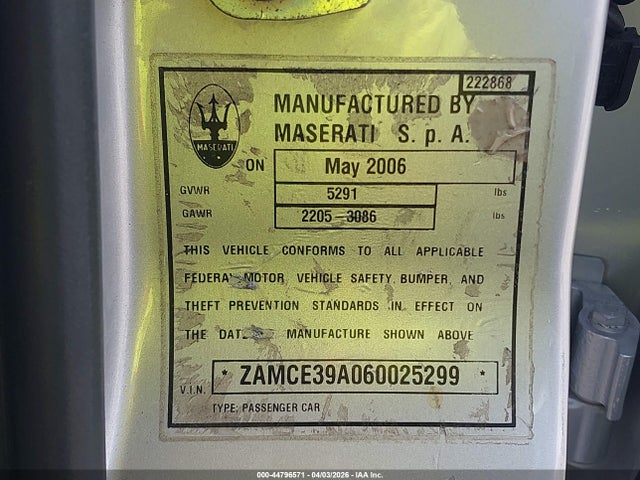 222868
MANUFACTURED BY
MASERATI S. p. A.
MASERATI
ON May 2006
GVWR 5291 lbs
GAWR 2205 - 3086 lbs
THIS VEHICLE CONFORMS TO ALL APPLICABLE
FEDERAL MOTOR VEHICLE SAFETY, BUMPER, AND
THEFT PREVENTION STANDARDS IN EFFECT ON
THE DATE MANUFACTURE SHOWN ABOVE
V.I.N. * ZAMCE39A060025299 *
TYPE: PASSENGER CAR
000-44796571 - 04/03/2026 - IAA Inc.